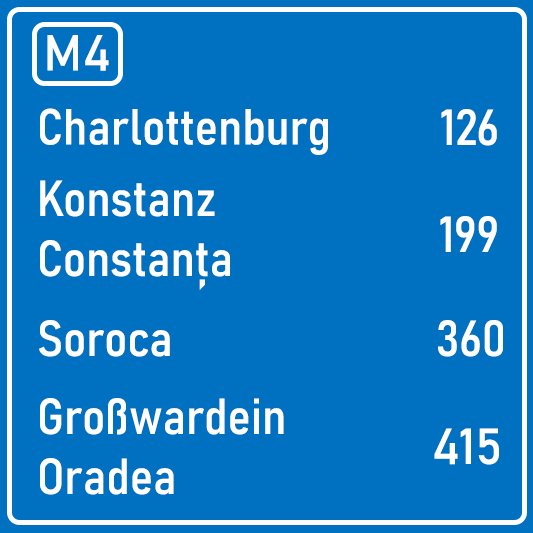 M4
Charlottenburg 126
Konstanz
Constanța 199
Soroca 360
Großwardein
Oradea 415